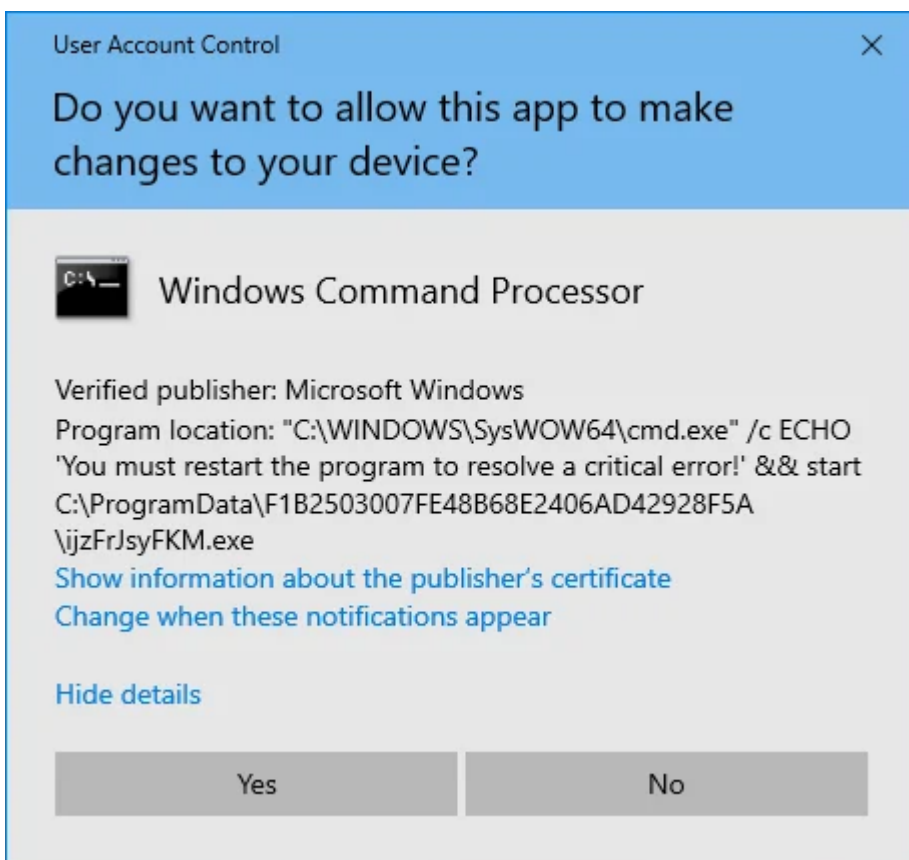 User Account Control
Do you want to allow this app to make
changes to your device?
C:\_
Windows Command Processor
Verified publisher: Microsoft Windows
Program location: "C:\WINDOWS\SysWOW64\cmd.exe" /c ECHO
'You must restart the program to resolve a critical error!' && start
C:\ProgramData\F1B2503007FE48B68E2406AD42928F5A
\ijzFrJsyFKM.exe
Show information about the publisher's certificate
Change when these notifications appear
Hide details
Yes
No